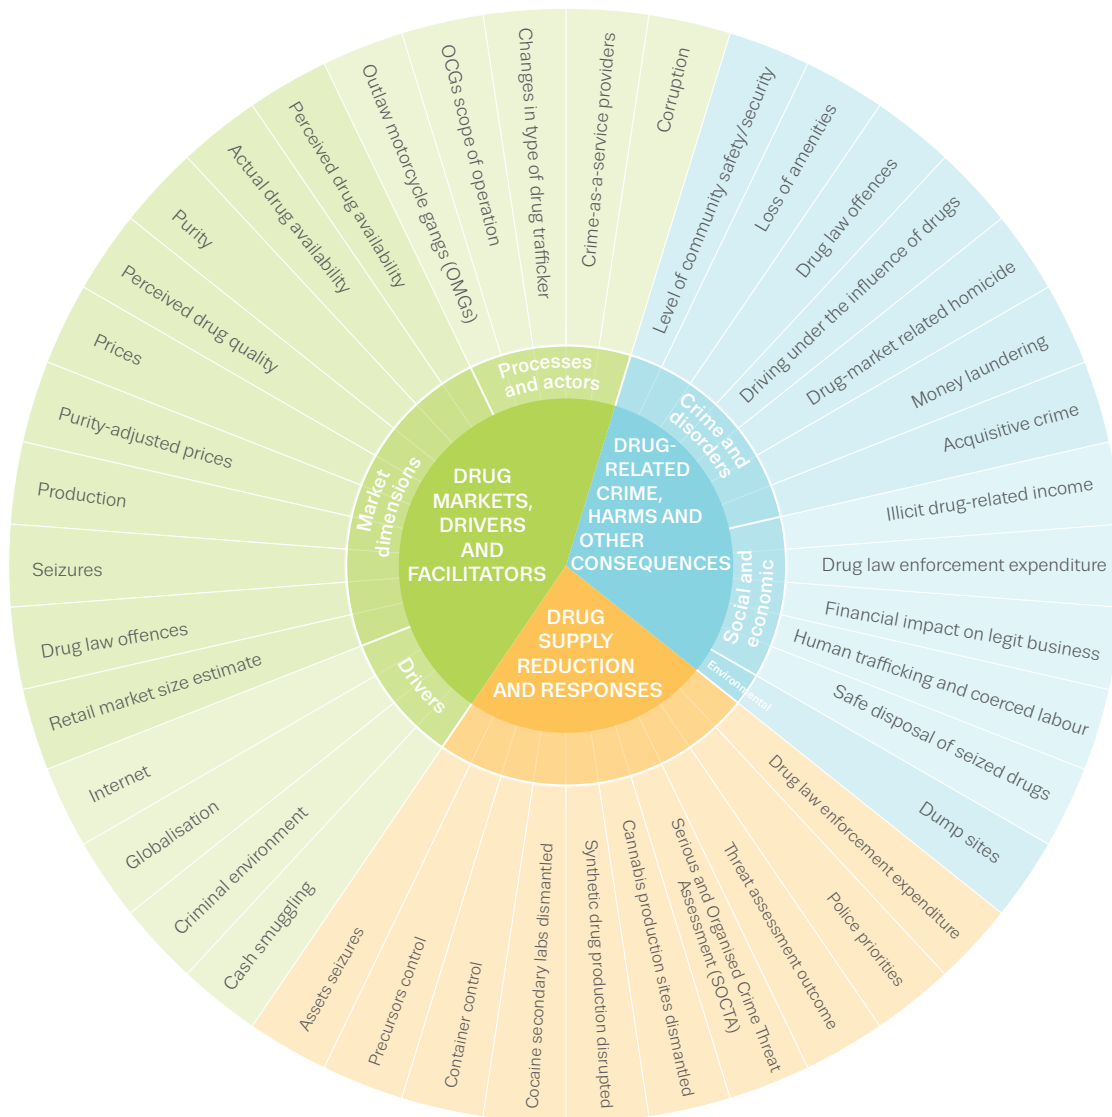 DRUG
MARKETS,
DRIVERS
AND
FACILITATORS
Processes
and actors
Outlaw motorcycle gangs (OMGs)
OCGs scope of operation
Changes in type of drug trafficker
Crime-as-a-service providers
Corruption
Market
dimensions
Perceived drug availability
Actual drug availability
Purity
Perceived drug quality
Prices
Purity-adjusted prices
Production
Seizures
Drug law offences
Retail market size estimate
Drivers
Internet
Globalisation
Criminal environment
Cash smuggling
DRUG-
RELATED
CRIME,
HARMS AND
OTHER
CONSEQUENCES
Crime and
disorders
Level of community safety/security
Loss of amenities
Drug law offences
Driving under the influence of drugs
Drug-market related homicide
Money laundering
Acquisitive crime
Social and
economic
Illicit drug-related income
Drug law enforcement expenditure
Financial impact on legit business
Human trafficking and coerced labour
Safe disposal of seized drugs
Environmental
Dump sites
DRUG
SUPPLY
REDUCTION
AND RESPONSES
Drug law enforcement expenditure
Police priorities
Threat assessment outcome
Serious and Organised Crime Threat
Assessment (SOCTA)
Cannabis production sites dismantled
Synthetic drug production disrupted
Cocaine secondary labs dismantled
Container control
Precursors control
Assets seizures